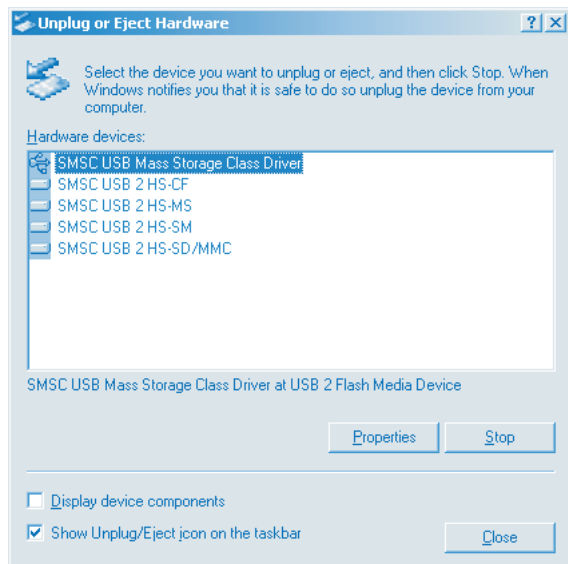 Unplug or Eject Hardware
Select the device you want to unplug or eject, and then click Stop. When
Windows notifies you that it is safe to do so unplug the device from your
computer.
Hardware devices:
SMSC USB Mass Storage Class Driver
SMSC USB 2 HS-CF
SMSC USB 2 HS-MS
SMSC USB 2 HS-SM
SMSC USB 2 HS-SD/MMC
SMSC USB Mass Storage Class Driver at USB 2 Flash Media Device
Properties Stop
Display device components
Show Unplug/Eject icon on the taskbar
Close